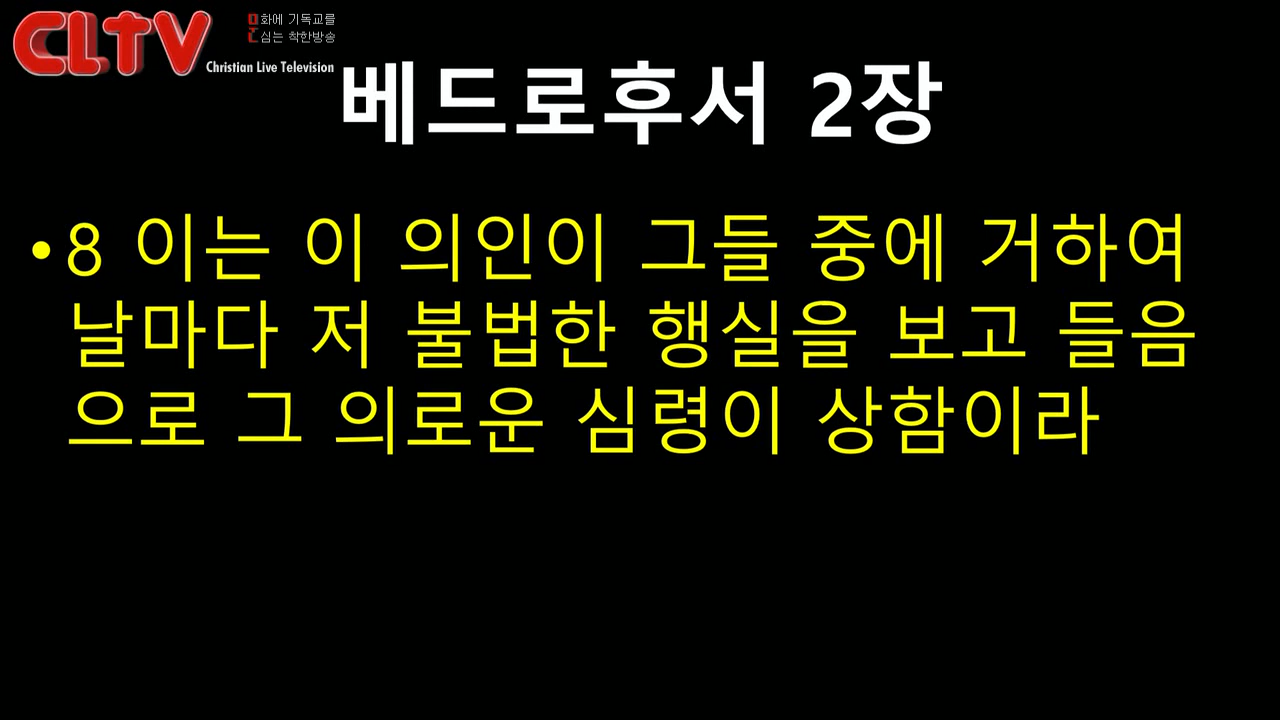 CLTV
문화에 기독교를
심는 착한방송
Christian Live Television
베드로후서 2장
•8 이는 이 의인이 그들 중에 거하여
날마다 저 불법한 행실을 보고 들음
으로 그 의로운 심령이 상함이라